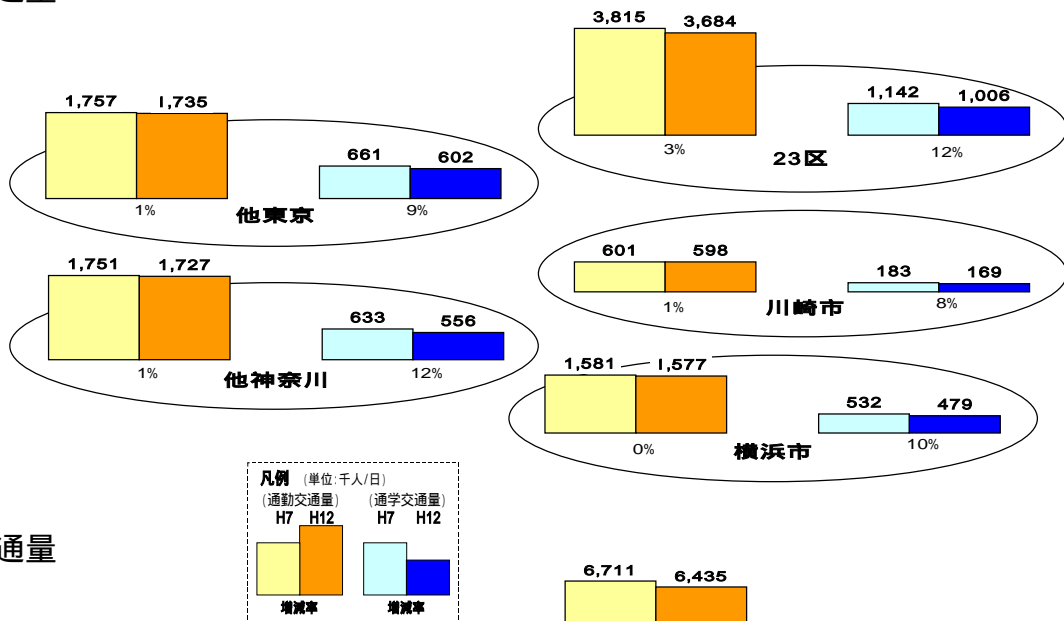 3,815 3,684
1,142 1,006
3%
23区
12%
1,757 1,735
661 602
1%
他東京
9%
601 598
183 169
1%
川崎市
8%
1,751 1,727
633 556
1%
他神奈川
12%
1,581 1,577
532 479
0%
横浜市
10%
凡例 (単位:千人/日)
(通勤交通量) (通学交通量)
H7 H12 H7 H12
増減率 増減率
通量
6,711 6,435